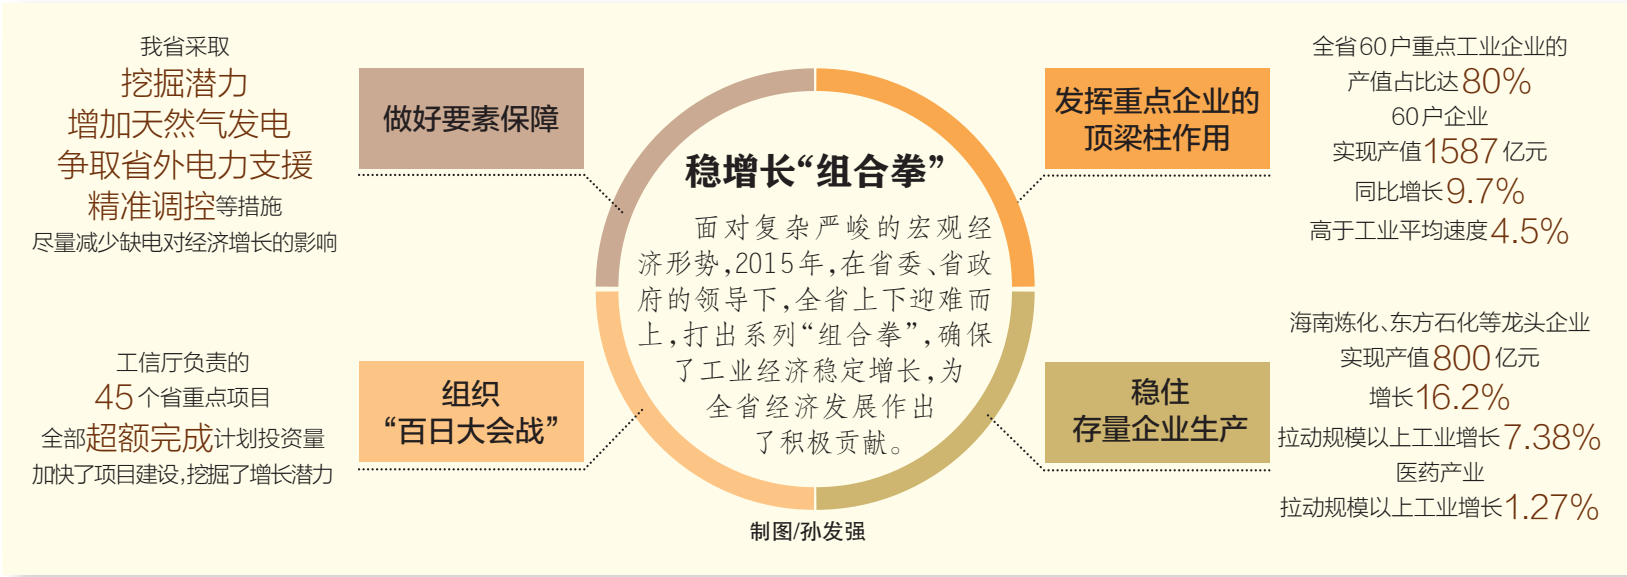 我省采取
挖掘潜力
增加天然气发电
争取省外电力支援
精准调控等措施
尽量减少缺电对经济增长的影响
做好要素保障
工信厅负责的
45个省重点项目
全部超额完成计划投资量
加快了项目建设,挖掘了增长潜力
组织
“百日大会战”
稳增长“组合拳”
面对复杂严峻的宏观经
济形势,2015年,在省委、省政
府的领导下,全省上下迎难而
上,打出系列“组合拳”,确保
了工业经济稳定增长,为
全省经济发展作出
了积极贡献。
制图/孙发强
发挥重点企业的
顶梁柱作用
全省60户重点工业企业的
产值占比达80%
60户企业
实现产值1587亿元
同比增长9.7%
高于工业平均速度4.5%
稳住
存量企业生产
海南炼化、东方石化等龙头企业
实现产值800亿元
增长16.2%
拉动规模以上工业增长7.38%
医药产业
拉动规模以上工业增长1.27%